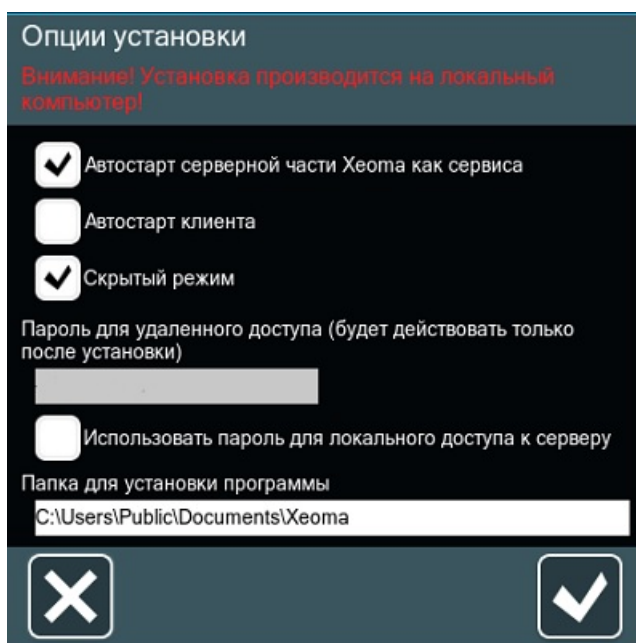 Опции установки
Внимание! Установка производится на локальный
компьютер!
Автостарт серверной части Xeoma как сервиса
Автостарт клиента
Скрытый режим
Пароль для удаленного доступа (будет действовать только
после установки)
Использовать пароль для локального доступа к серверу
Папка для установки программы
C:\Users\Public\Documents\Xeoma